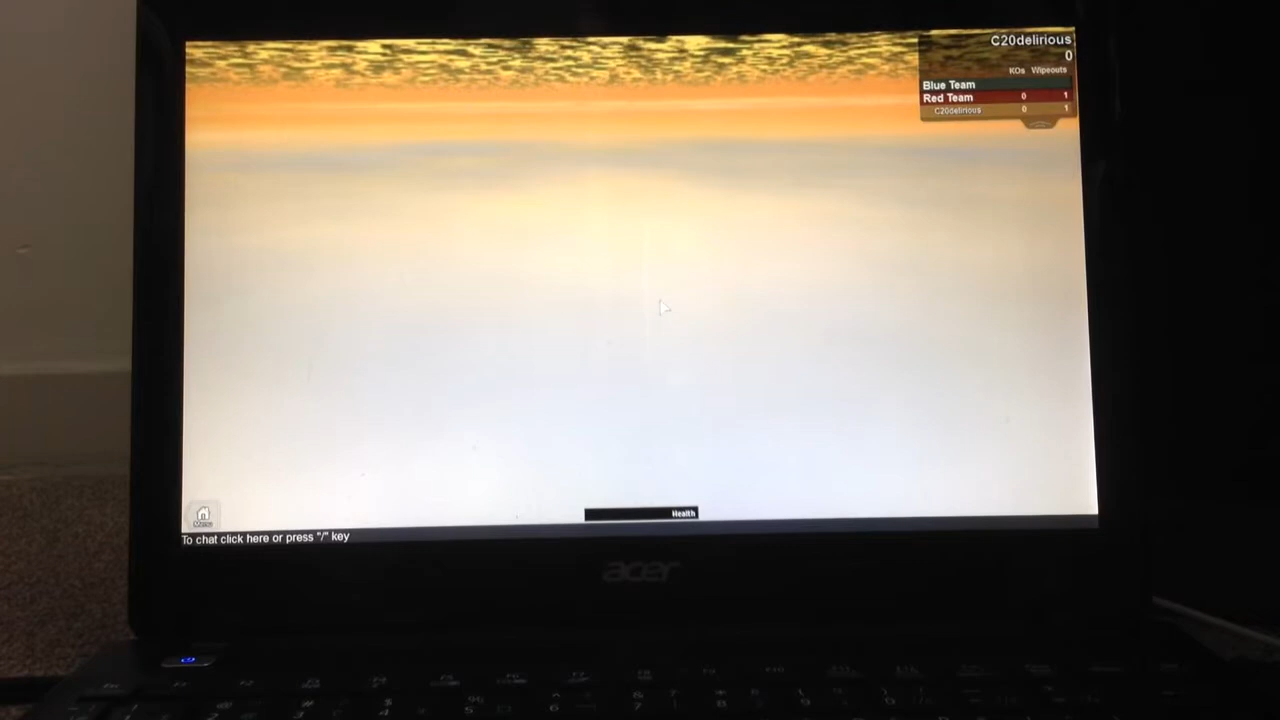 C20delirious
0
KOs Wipeouts
Blue Team
Red Team 0 1
C20delirious 0 1
Menu
Health
To chat click here or press "/" key
acer